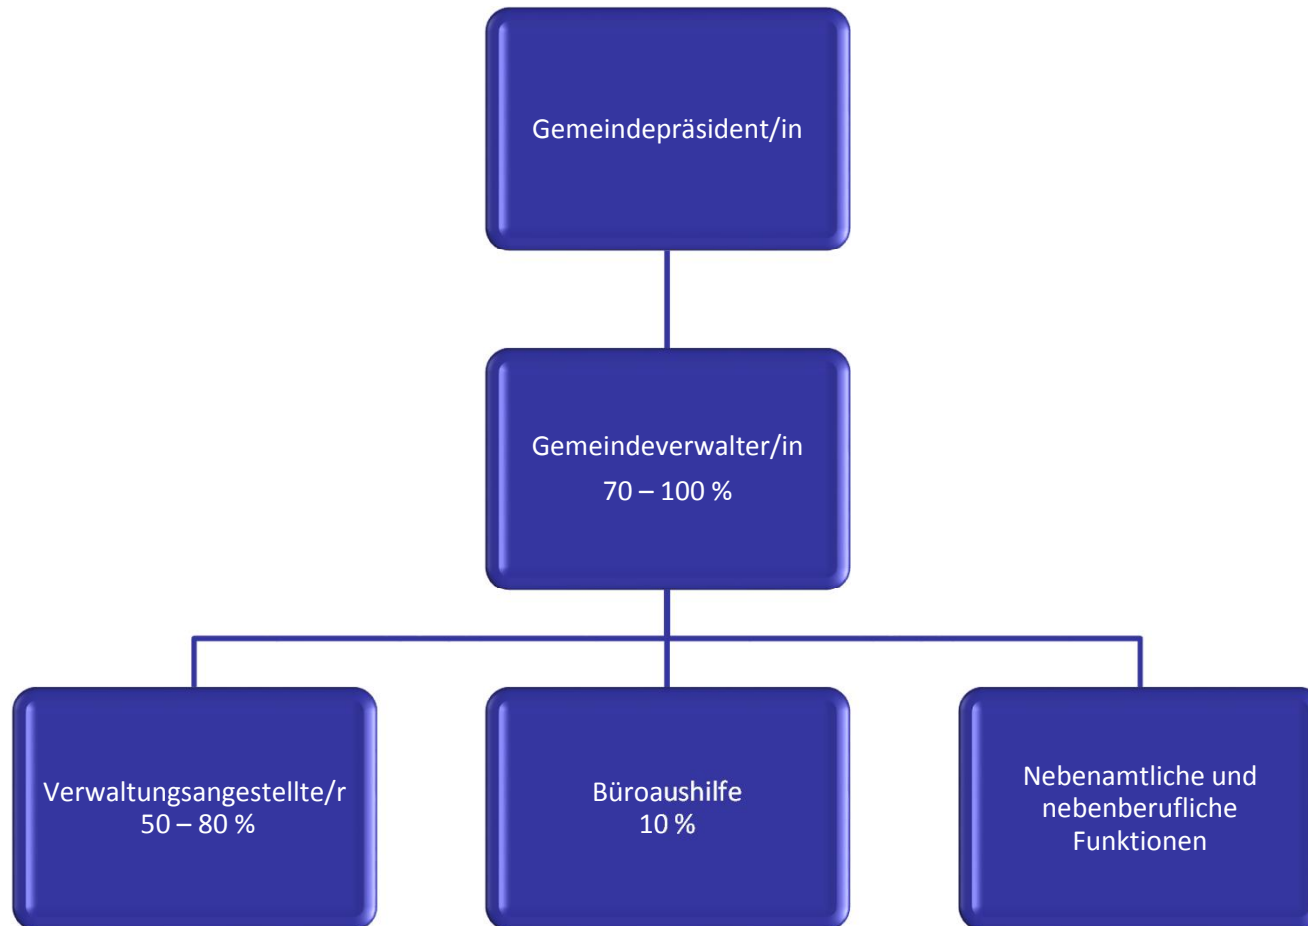 Gemeindepräsident/in
Gemeindeverwalter/in
70 – 100 %
Verwaltungsangestellte/r
50 – 80 %
Büroaushilfe
10 %
Nebenamtliche und
nebenberufliche
Funktionen